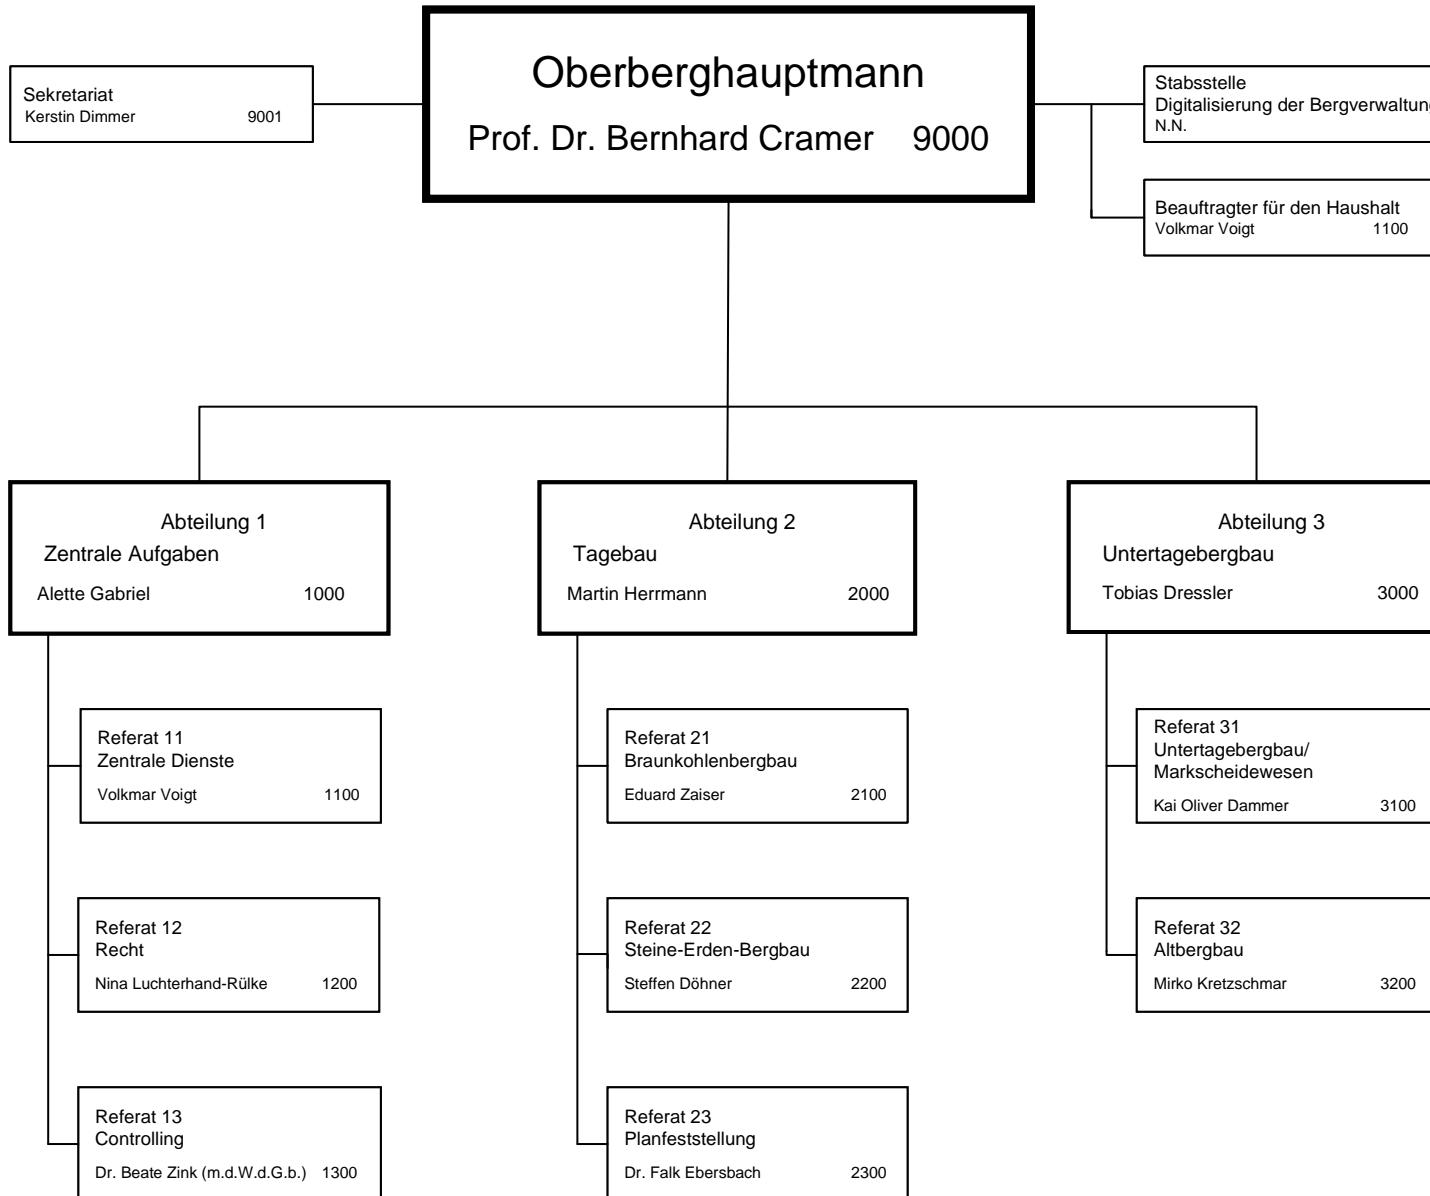 Oberberghauptmann
Prof. Dr. Bernhard Cramer 9000
Sekretariat
Kerstin Dimmer 9001
Stabsstelle
Digitalisierung der Bergverwaltung
N.N.
Beauftragter für den Haushalt
Volkmar Voigt 1100
Abteilung 1
Zentrale Aufgaben
Alette Gabriel 1000
Referat 11
Zentrale Dienste
Volkmar Voigt 1100
Referat 12
Recht
Nina Luchterhand-Rülke 1200
Referat 13
Controlling
Dr. Beate Zink (m.d.W.d.G.b.) 1300
Abteilung 2
Tagebau
Martin Herrmann 2000
Referat 21
Braunkohlenbergbau
Eduard Zaiser 2100
Referat 22
Steine-Erden-Bergbau
Steffen Döhner 2200
Referat 23
Planfeststellung
Dr. Falk Ebersbach 2300
Abteilung 3
Untertagebergbau
Tobias Dressler 3000
Referat 31
Untertagebergbau/
Markscheidewesen
Kai Oliver Dammer 3100
Referat 32
Altbergbau
Mirko Kretzschmar 3200